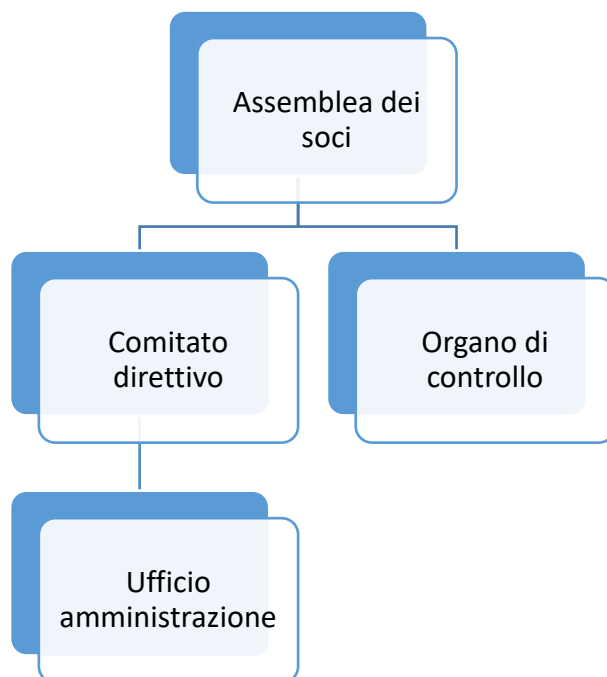 Assemblea dei
soci
Comitato
direttivo
Organo di
controllo
Ufficio
amministrazione